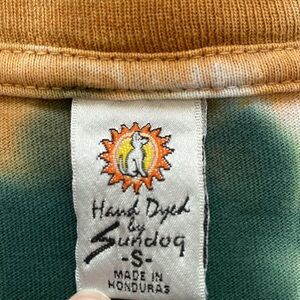 Hand Dyed
by
Sundog
-S-
MADE IN
HONDURAS